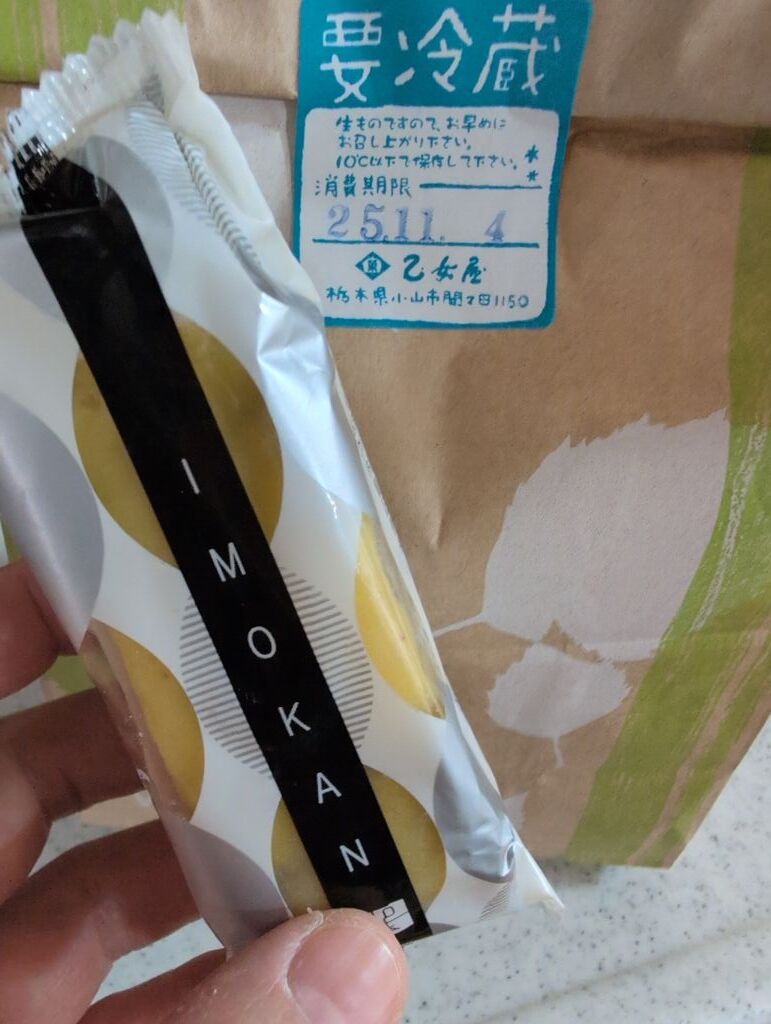 要冷蔵
生ものですので、お早めに
お召し上がり下さい。
10℃以下で保存して下さい。
消費期限
25.11. 4
乙女屋
栃木県小山市間々田1150
IMOKAN